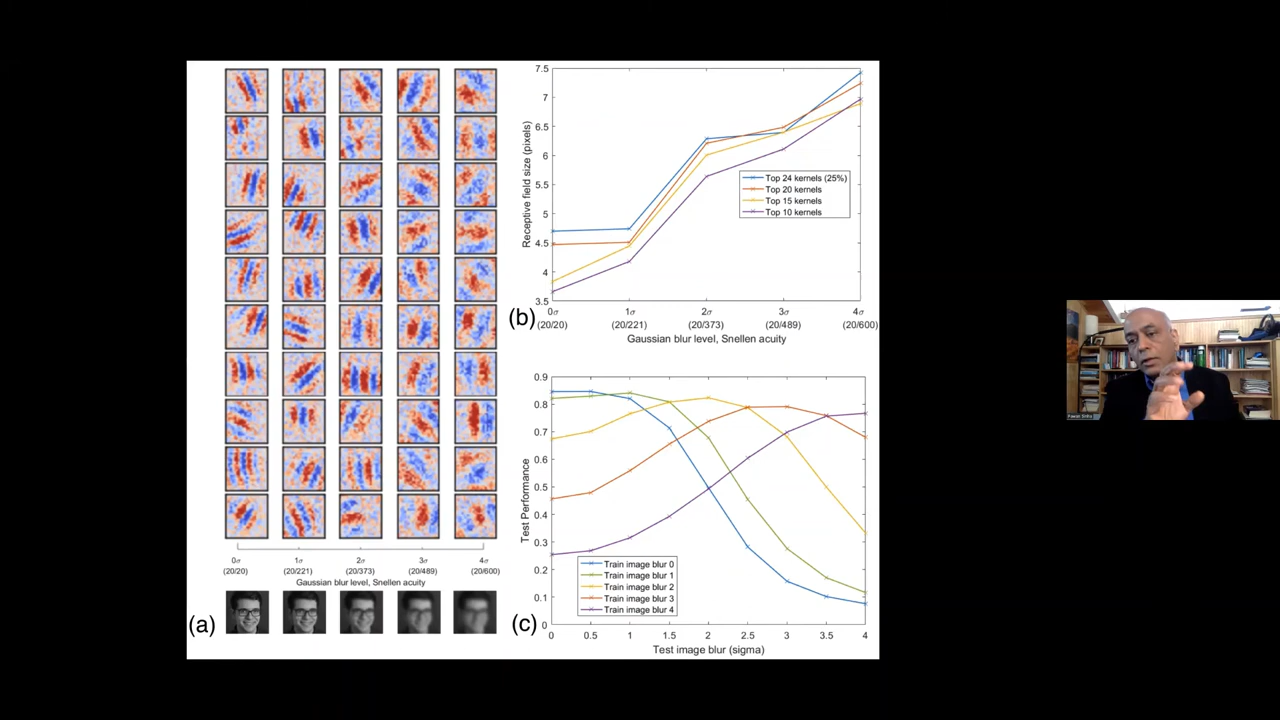 7.5
7
6.5
6
5.5
5
4.5
4
3.5
Receptive field size (pixels)
Top 24 kernels (25%)
Top 20 kernels
Top 15 kernels
Top 10 kernels
0σ 1σ 2σ 3σ 4σ
(20/20) (20/221) (20/373) (20/489) (20/600)
Gaussian blur level, Snellen acuity
(b)
0.9
0.8
0.7
0.6
0.5
0.4
0.3
0.2
0.1
0
Test Performance
Train image blur 0
Train image blur 1
Train image blur 2
Train image blur 3
Train image blur 4
0 0.5 1 1.5 2 2.5 3 3.5 4
Test image blur (sigma)
(c)
0σ 1σ 2σ 3σ 4σ
(20/20) (20/221) (20/373) (20/489) (20/600)
Gaussian blur level, Snellen acuity
(a)